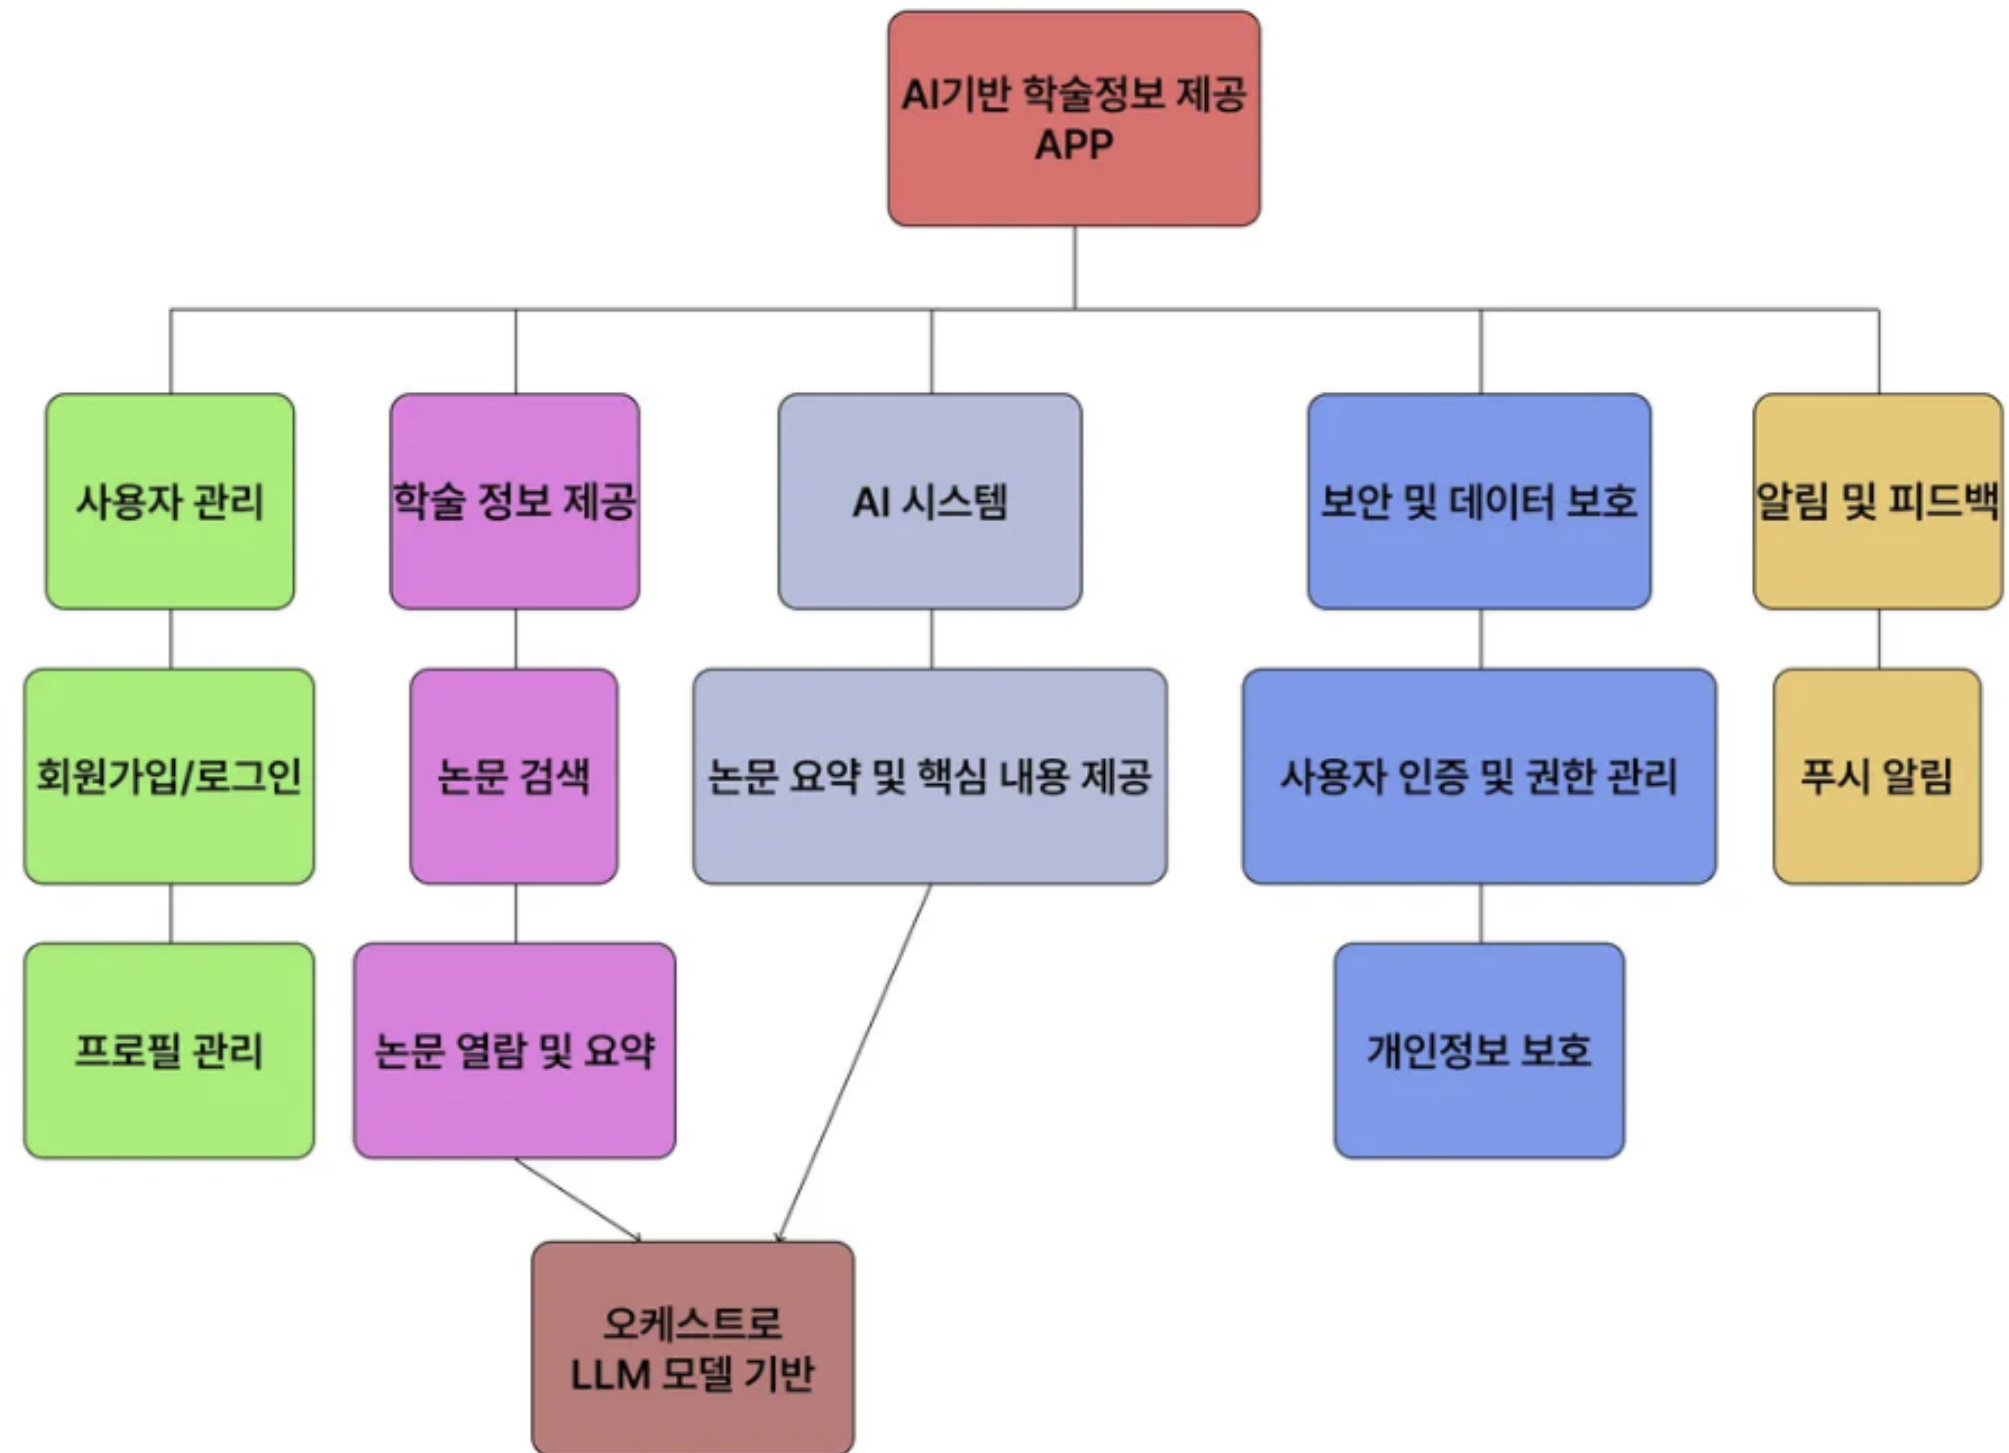 AI기반 학술정보 제공
APP
사용자 관리
학술 정보 제공
AI 시스템
보안 및 데이터 보호
알림 및 피드백
회원가입/로그인
논문 검색
논문 요약 및 핵심 내용 제공
사용자 인증 및 권한 관리
푸시 알림
프로필 관리
논문 열람 및 요약
개인정보 보호
오케스트로
LLM 모델 기반